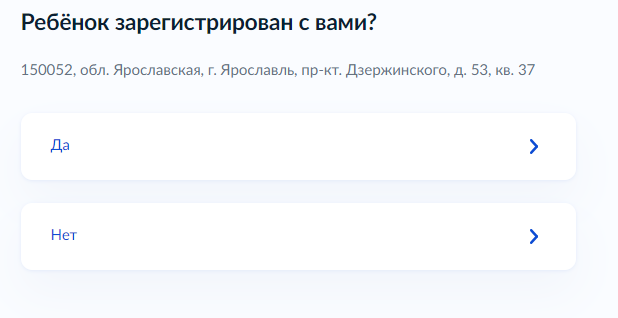 Ребёнок зарегистрирован с вами?
150052, обл. Ярославская, г. Ярославль, пр-кт. Дзержинского, д. 53, кв. 37
Да
Нет